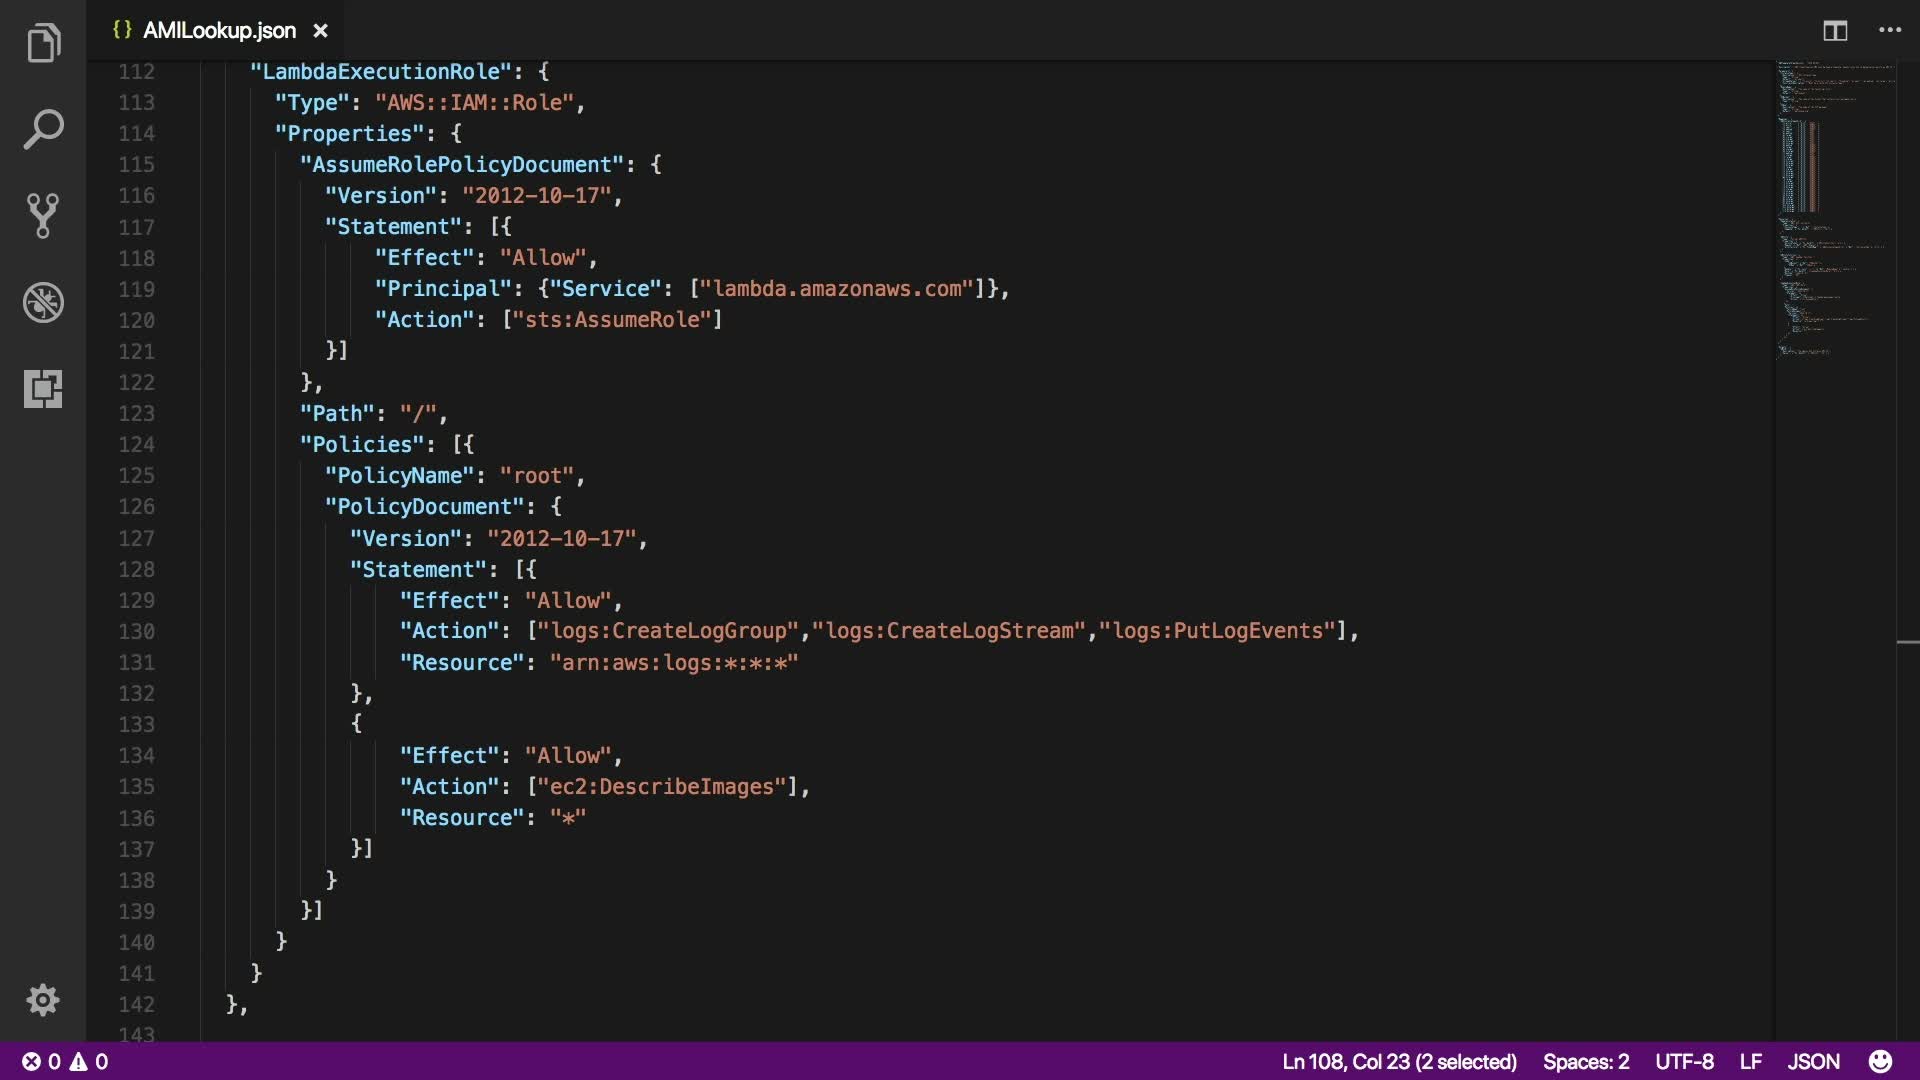 {} AMILookup.json ×
112 "LambdaExecutionRole": {
113 "Type": "AWS::IAM::Role",
114 "Properties": {
115 "AssumeRolePolicyDocument": {
116 "Version": "2012-10-17",
117 "Statement": [{
118 "Effect": "Allow",
119 "Principal": {"Service": ["lambda.amazonaws.com"]},
120 "Action": ["sts:AssumeRole"]
121 }]
122 },
123 "Path": "/",
124 "Policies": [{
125 "PolicyName": "root",
126 "PolicyDocument": {
127 "Version": "2012-10-17",
128 "Statement": [{
129 "Effect": "Allow",
130 "Action": ["logs:CreateLogGroup","logs:CreateLogStream","logs:PutLogEvents"],
131 "Resource": "arn:aws:logs:*:*:*"
132 },
133 {
134 "Effect": "Allow",
135 "Action": ["ec2:DescribeImages"],
136 "Resource": "*"
137 }]
138 }
139 }]
140 }
141 }
142 },
143
0 0 Ln 108, Col 23 (2 selected) Spaces: 2 UTF-8 LF JSON